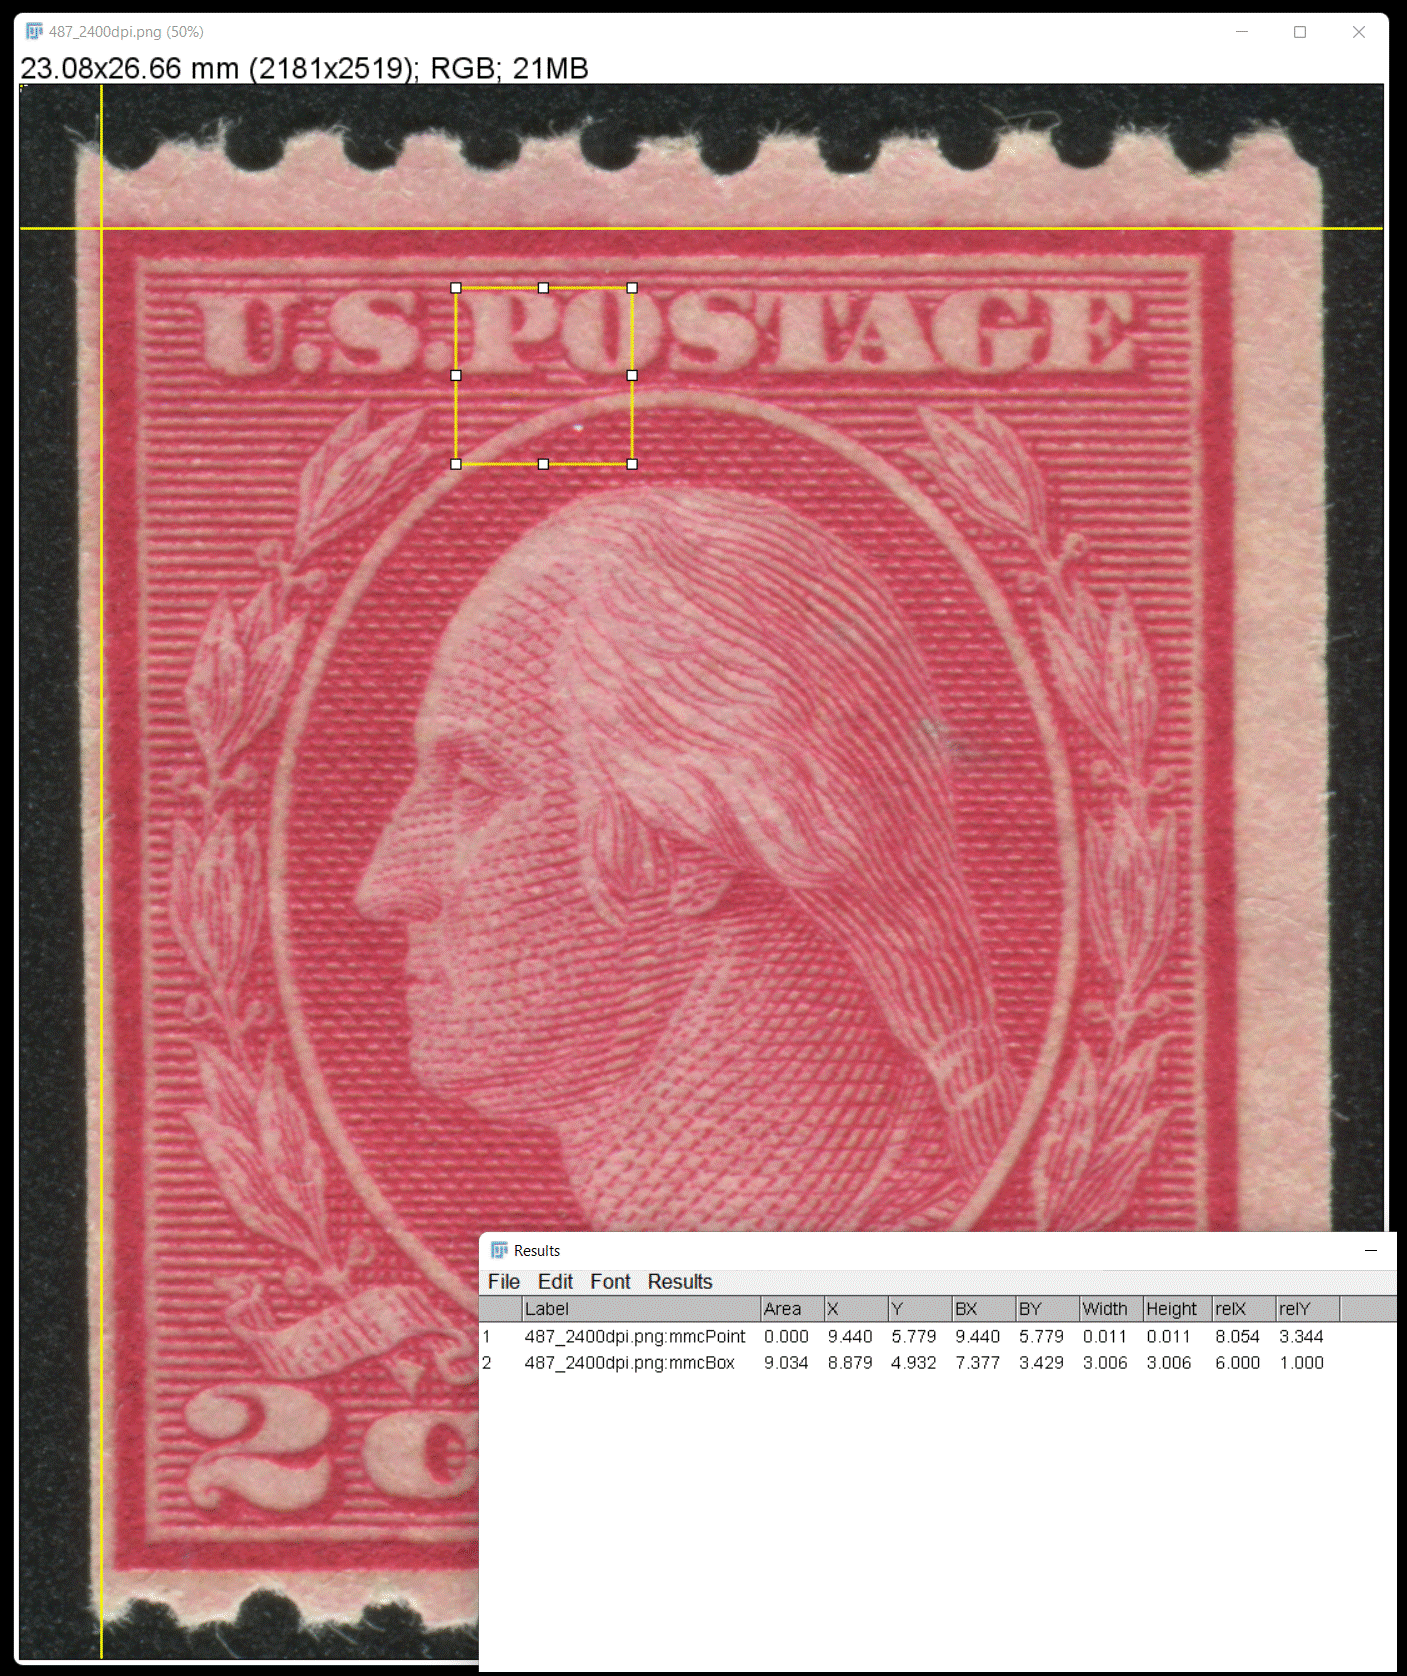 487_2400dpi.png (50%)
23.08x26.66 mm (2181x2519); RGB; 21MB
U.S.POSTAGE
2 C
Results
File Edit Font Results
Label Area X Y BX BY Width Height relX relY
1 487_2400dpi.png:mmcPoint 0.000 9.440 5.779 9.440 5.779 0.011 0.011 8.054 3.344
2 487_2400dpi.png:mmcBox 9.034 8.879 4.932 7.377 3.429 3.006 3.006 6.000 1.000